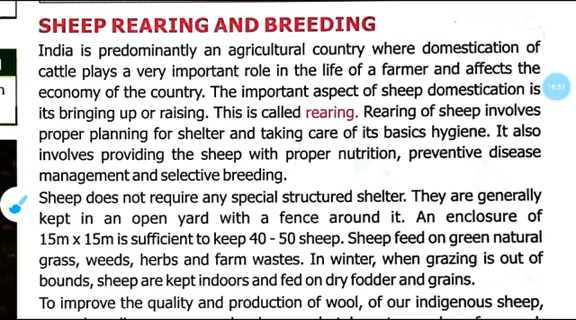 SHEEP REARING AND BREEDING
India is predominantly an agricultural country where domestication of
cattle plays a very important role in the life of a farmer and affects the
economy of the country. The important aspect of sheep domestication is
its bringing up or raising. This is called rearing. Rearing of sheep involves
proper planning for shelter and taking care of its basics hygiene. It also
involves providing the sheep with proper nutrition, preventive disease
management and selective breeding.
Sheep does not require any special structured shelter. They are generally
kept in an open yard with a fence around it. An enclosure of
15m x 15m is sufficient to keep 40 - 50 sheep. Sheep feed on green natural
grass, weeds, herbs and farm wastes. In winter, when grazing is out of
bounds, sheep are kept indoors and fed on dry fodder and grains.
To improve the quality and production of wool, of our indigenous sheep,